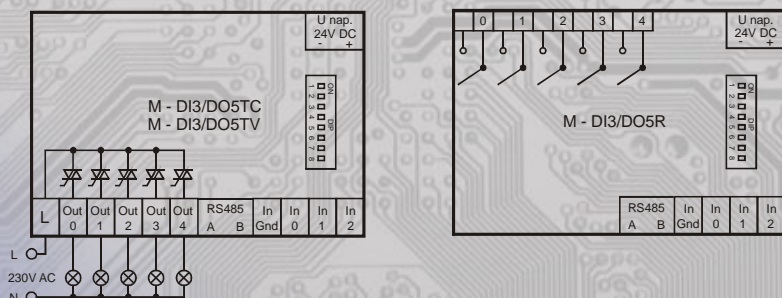 U nap.
24V DC
- +
M - DI3/DO5TC
M - DI3/DO5TV
ON
1 2 3 4 5 6 7 8
DIP
L
Out 0
Out 1
Out 2
Out 3
Out 4
RS485
A B
In Gnd
In 0
In 1
In 2
L
230V AC
N
0 1 2 3 4
U nap.
24V DC
- +
M - DI3/DO5R
ON
1 2 3 4 5 6 7 8
DIP
RS485
A B
In Gnd
In 0
In 1
In 2